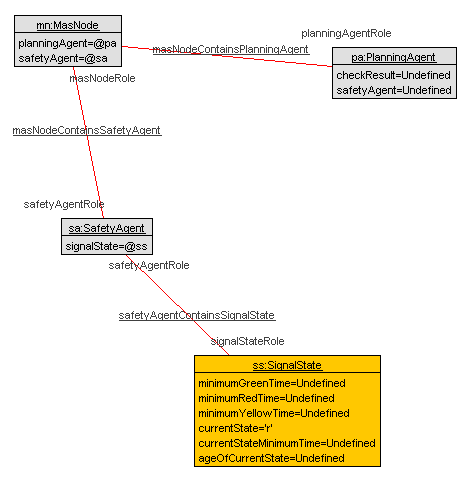 mn:MasNode
planningAgent=@pa
safetyAgent=@sa
planningAgentRole
masNodeContainsPlanningAgent
pa:PlanningAgent
checkResult=Undefined
safetyAgent=Undefined
masNodeRole
masNodeContainsSafetyAgent
safetyAgentRole
sa:SafetyAgent
signalState=@ss
safetyAgentRole
safetyAgentContainsSignalState
signalStateRole
ss:SignalState
minimumGreenTime=Undefined
minimumRedTime=Undefined
minimumYellowTime=Undefined
currentState='r'
currentStateMinimumTime=Undefined
ageOfCurrentState=Undefined